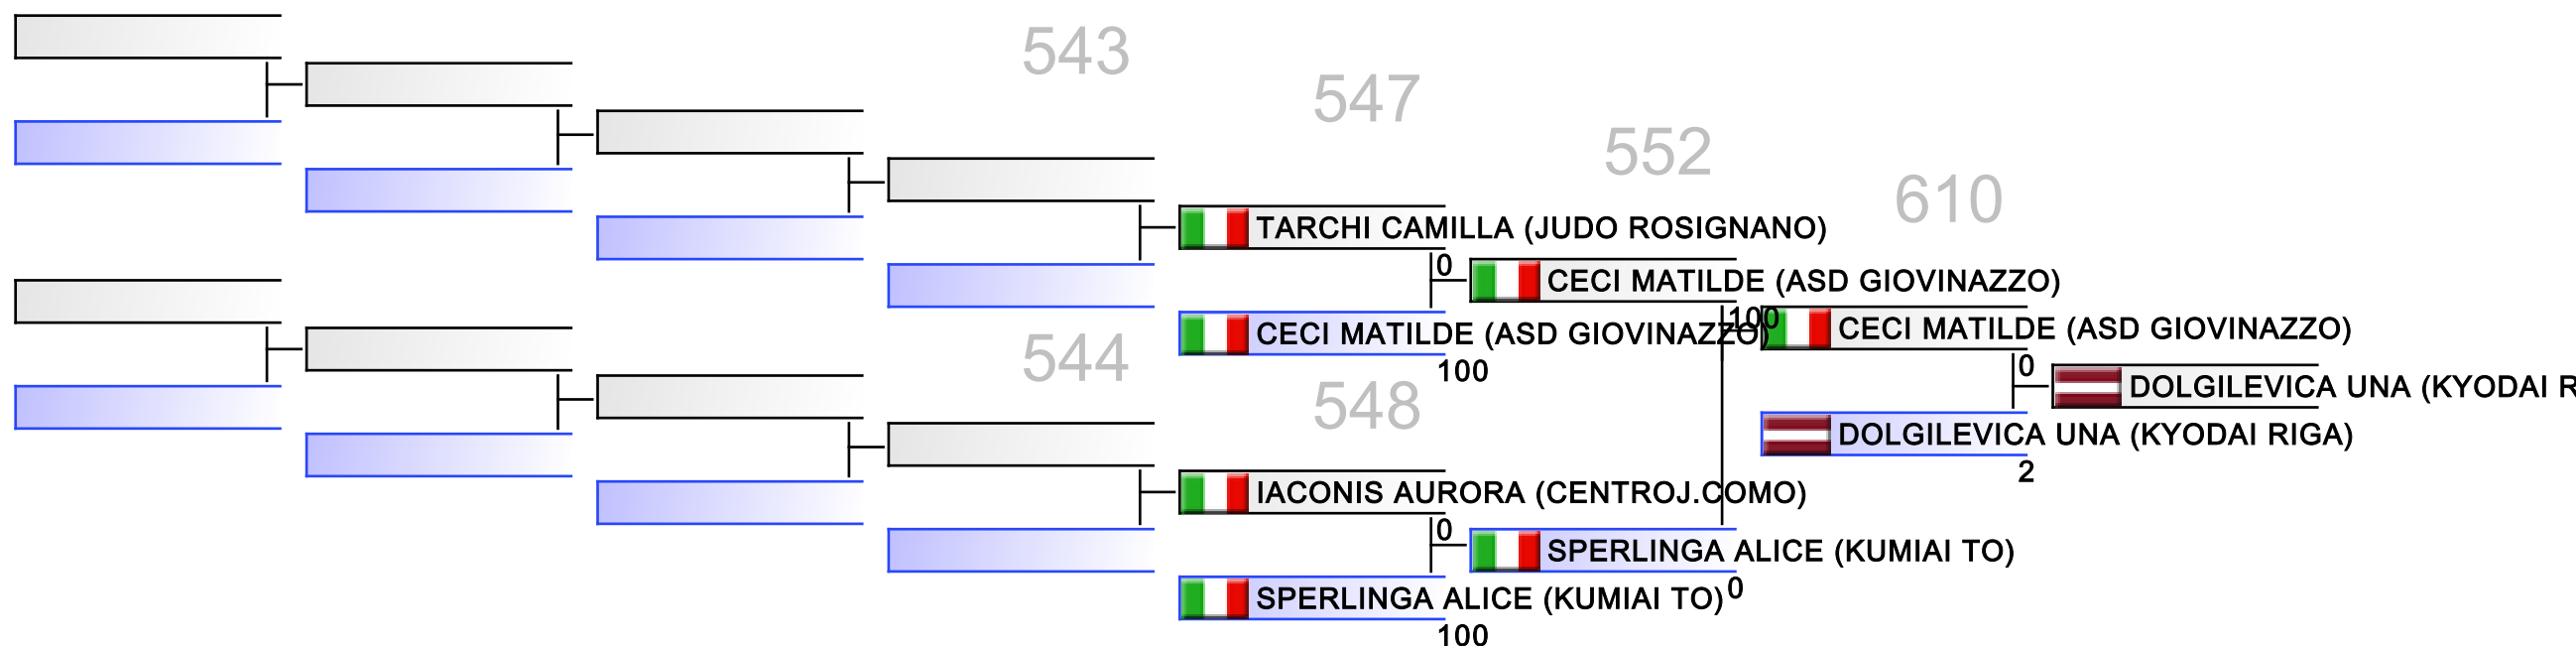 543
547
552
610
TARCHI CAMILLA (JUDO ROSIGNANO)
0
CECI MATILDE (ASD GIOVINAZZO)
100
CECI MATILDE (ASD GIOVINAZZO)
CECI MATILDE (ASD GIOVINAZZO)
544
100
0
DOLGILEVICA UNA (KYODAI R
548
DOLGILEVICA UNA (KYODAI RIGA)
2
IACONIS AURORA (CENTROJ.COMO)
0
SPERLINGA ALICE (KUMIAI TO)
0
SPERLINGA ALICE (KUMIAI TO)
100